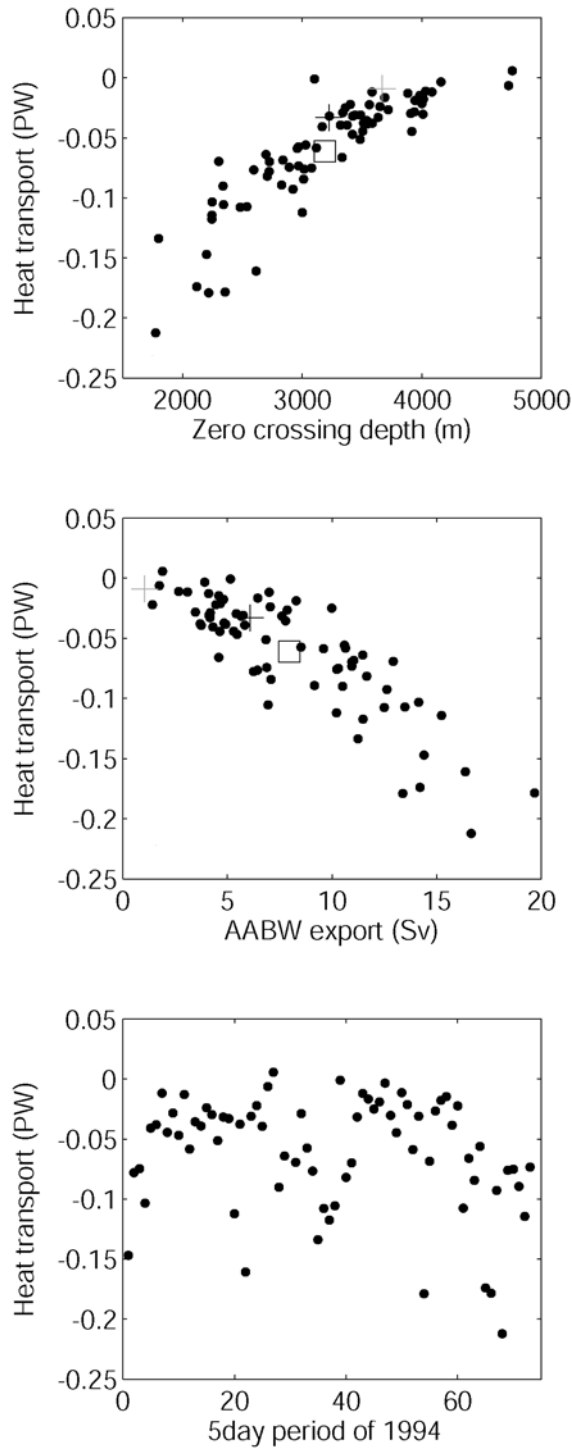 0.05
0
-0.05
-0.1
-0.15
-0.2
-0.25
Heat transport (PW)
2000 3000 4000 5000
Zero crossing depth (m)
0.05
0
-0.05
-0.1
-0.15
-0.2
-0.25
Heat transport (PW)
0 5 10 15 20
AABW export (Sv)
0.05
0
-0.05
-0.1
-0.15
-0.2
-0.25
Heat transport (PW)
0 20 40 60
5day period of 1994